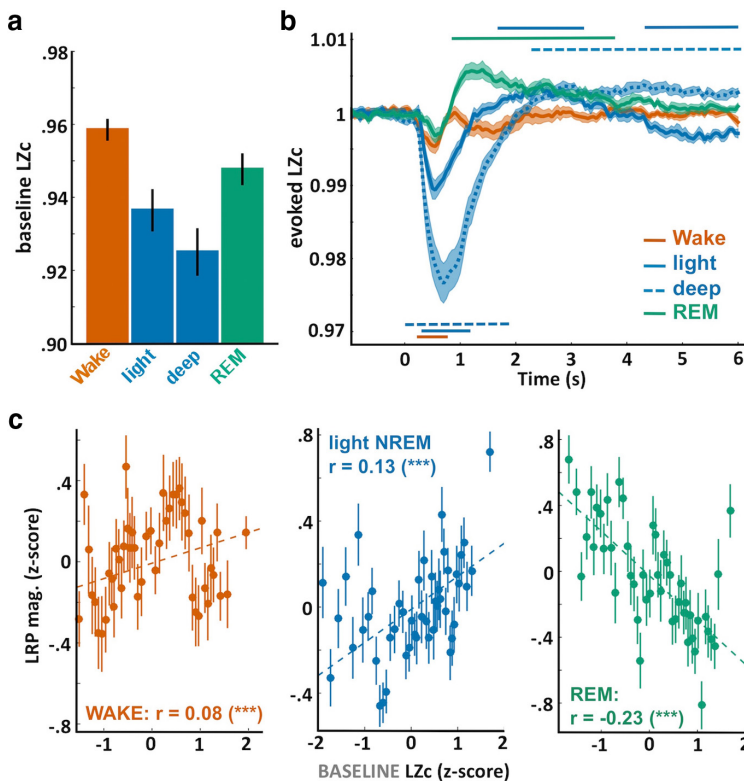 a
.98
.96
.94
.92
.90
baseline LZc
Wake
light
deep
REM
b
1.01
1
0.99
0.98
0.97
evoked LZc
Wake
light
deep
REM
0 1 2 3 4 5 6
Time (s)
c
.8
.4
0
-.4
-.8
LRP mag. (z-score)
WAKE: r = 0.08 (***)
-1 0 1 2
.8
.4
0
-.4
light NREM
r = 0.13 (***)
-2 -1 0 1 2
BASELINE LZc (z-score)
.8
.4
0
-.4
-.8
REM:
r = -0.23 (***)
-1 0 1 2